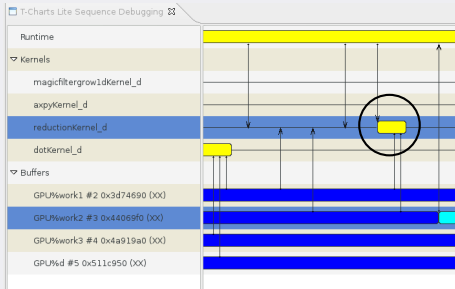 T-Charts Lite Sequence Debugging
Runtime
Kernels
magicfiltergrow1dKernel_d
axpyKernel_d
reductionKernel_d
dotKernel_d
Buffers
GPU%work1 #2 0x3d74690 (XX)
GPU%work2 #3 0x44069f0 (XX)
GPU%work3 #4 0x4a919a0 (XX)
GPU%d #5 0x511c950 (XX)